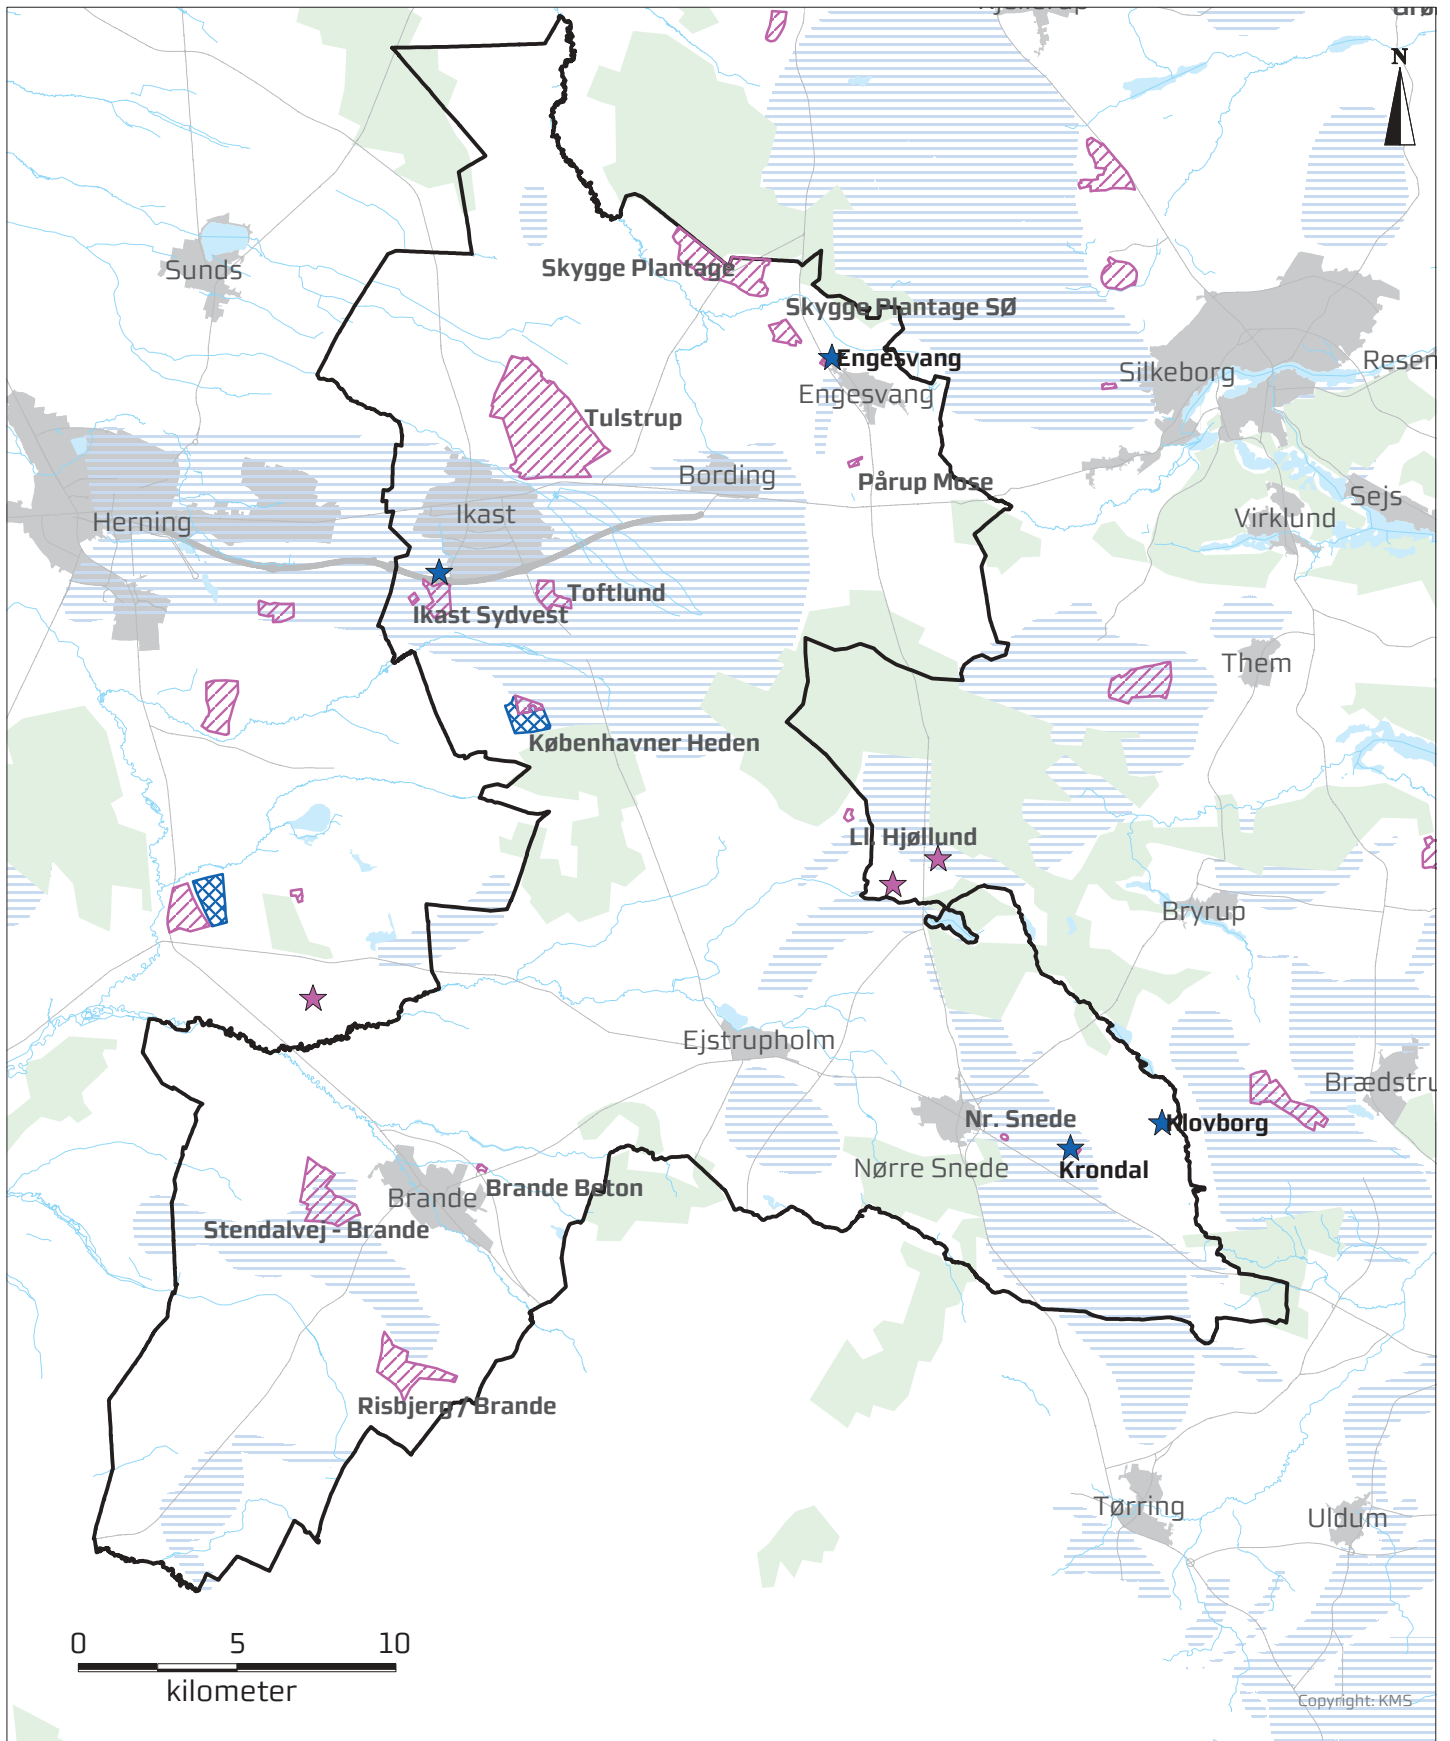 N
Sunds
Skygge Plantage
Skygge Plantage SØ
Engesvang
Engesvang
Silkeborg
Tulstrup
Bording
Pårup Mose
Sejs
Ikast
Herning
Virklund
Toftlund
Ikast Sydvest
Them
Københavner Heden
Ll. Hjøllund
Bryrup
Ejstrupholm
Nr. Snede
Klovborg
Nørre Snede
Krondal
Brande
Brande Beton
Stendalvej - Brande
Risbjerg / Brande
Tørring
Uldum
0 5 10
kilometer
Copyright: KMS